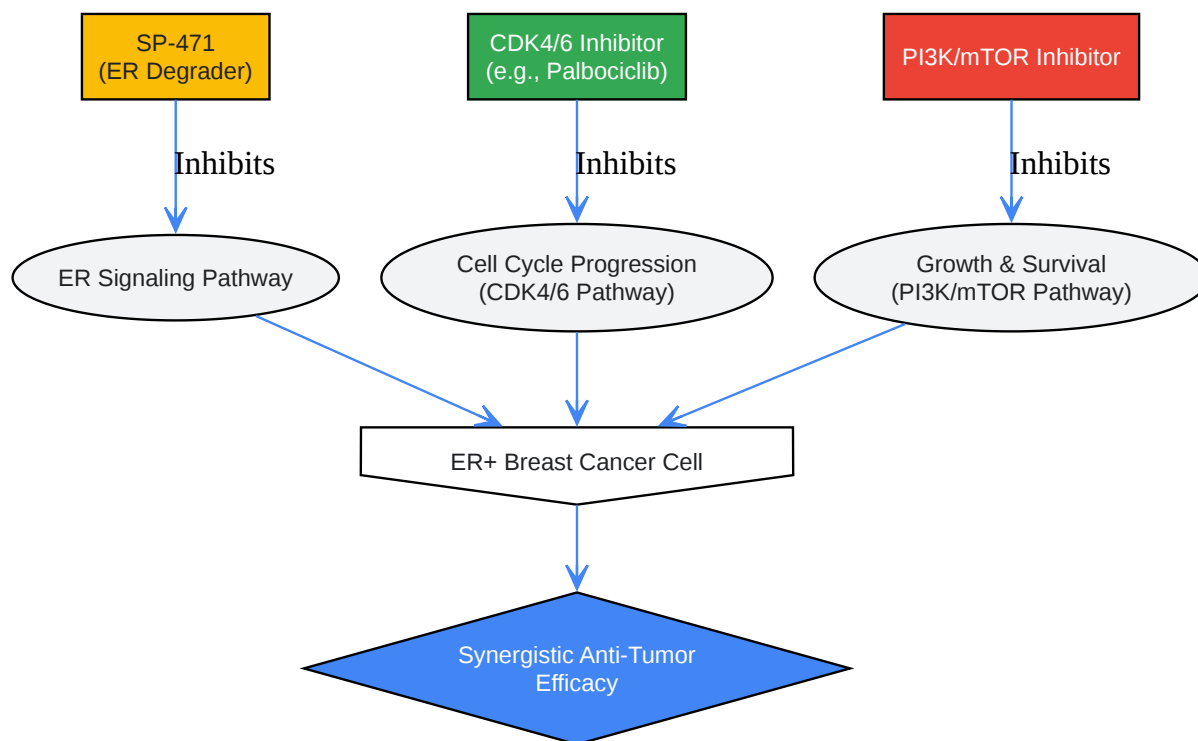 SP-471
(ER Degrader)
CDK4/6 Inhibitor
(e.g., Palbociclib)
PI3K/mTOR Inhibitor
Inhibits
Inhibits
Inhibits
ER Signaling Pathway
Cell Cycle Progression
(CDK4/6 Pathway)
Growth & Survival
(PI3K/mTOR Pathway)
ER+ Breast Cancer Cell
Synergistic Anti-Tumor
Efficacy